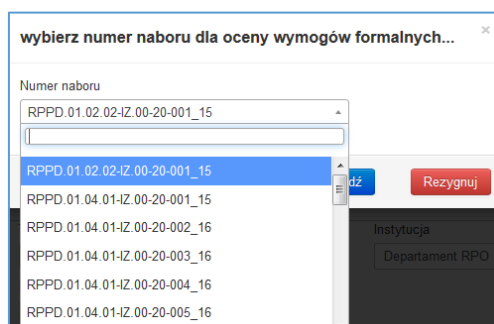 wybierz numer naboru dla oceny wymogów formalnych...
×
Numer naboru
RPPD.01.02.02-IZ.00-20-001_15
RPPD.01.02.02-IZ.00-20-001_15
RPPD.01.04.01-IZ.00-20-001_15
dź
Rezygnuj
RPPD.01.04.01-IZ.00-20-002_16
Instytucja
RPPD.01.04.01-IZ.00-20-003_16
Departament RPO
RPPD.01.04.01-IZ.00-20-004_16
RPPD.01.04.01-IZ.00-20-005_16